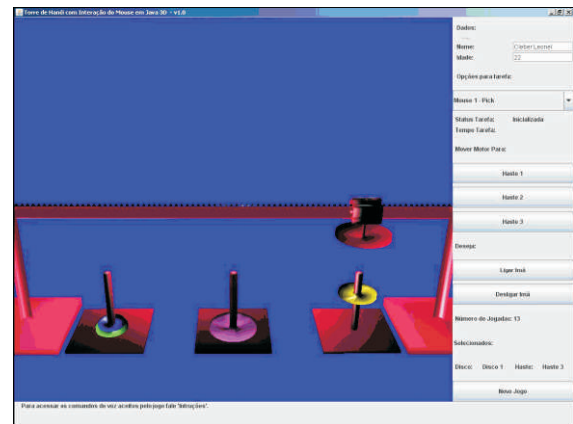 Torre de Hanói com Interação do Mouse em Java 3D - v1.0
Dados:
Nome: Cleber Leonel
Idade: 22
Opções para tarefa:
Mouse 1 - Pick
Status Tarefa: Inicializada
Tempo Tarefa:
Mover Motor Para:
Haste 1
Haste 2
Haste 3
Deseja:
Ligar Imã
Desligar Imã
Número de Jogadas: 13
Selecionados:
Disco: Disco 1 Haste: Haste 3
Novo Jogo
Para acessar os comandos de voz aceitos pelo jogo fale 'Intruções'.